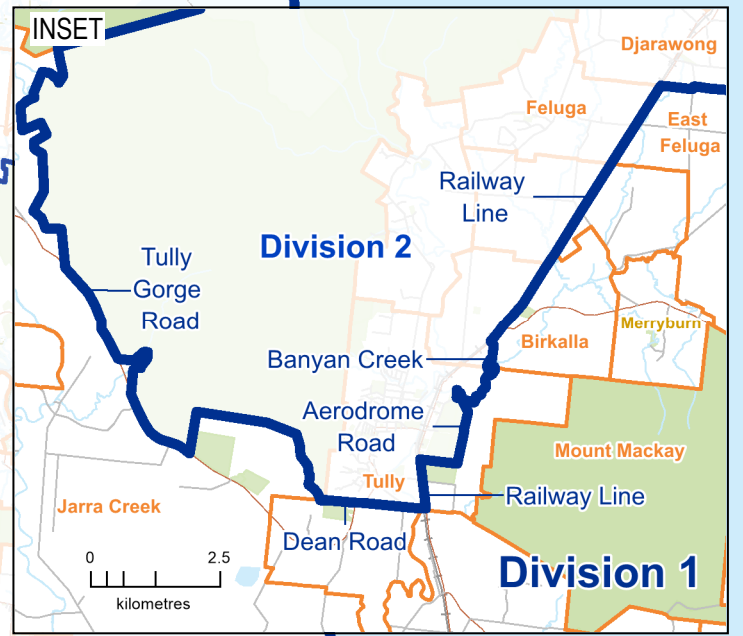 INSET
Djarawong
Feluga
East
Feluga
Railway
Line
Division 2
Tully
Gorge
Road
Merryburn
Birkalla
Banyan Creek
Aerodrome
Road
Mount Mackay
Tully
Railway Line
Jarra Creek
Dean Road
0 2.5
kilometres
Division 1